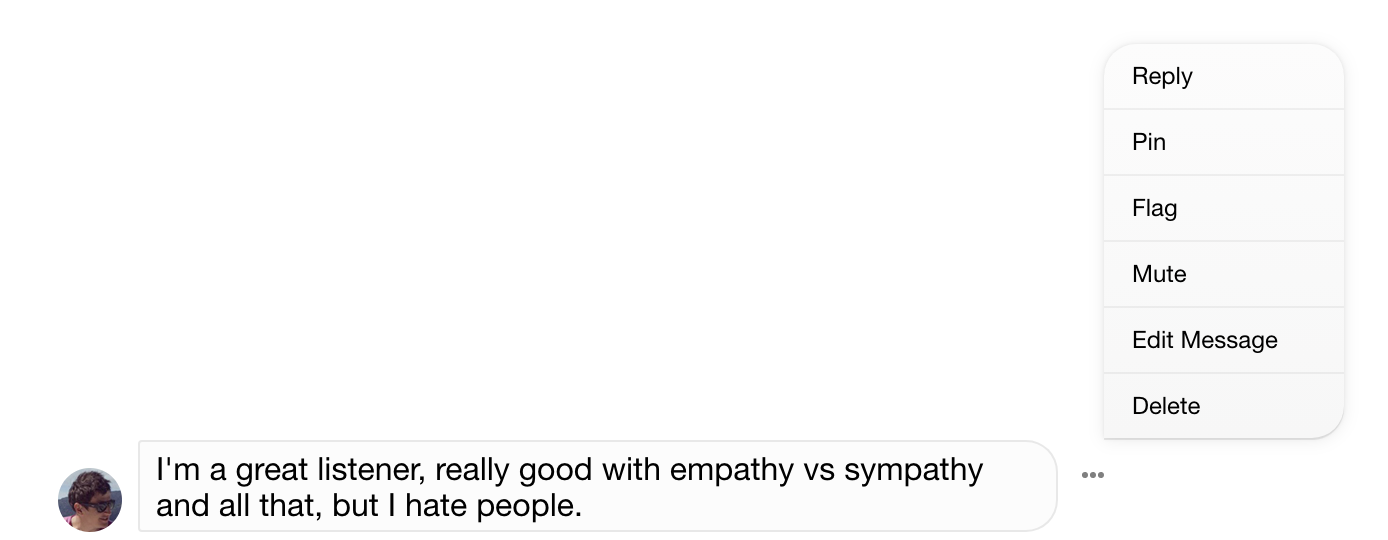 Reply
Pin
Flag
Mute
Edit Message
Delete
I'm a great listener, really good with empathy vs sympathy
and all that, but I hate people.